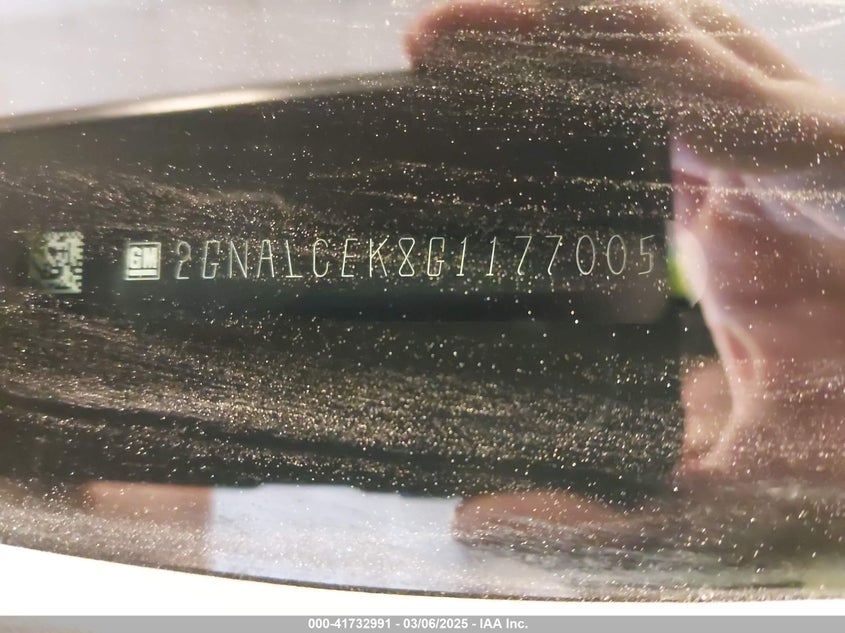 GM 2GNALCEK8G1177005
000-41732991 - 03/06/2025 - IAA Inc.